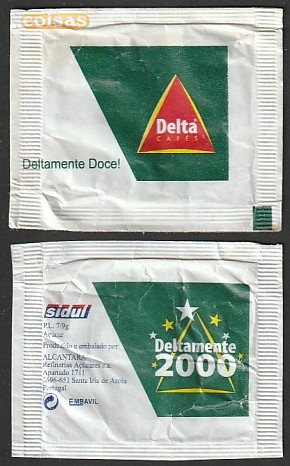 coisas
Delta
CAFÉS
Deltamente Doce!
sidul
P.L. 7/9g
Açúcar
Produzido e embalado por
ALCANTARA
Refinarias Açúcares s.a.
Apartado 1711
2696-651 Santa Iria de Azoia
Portugal
EMBAVIL
Deltamente
2000